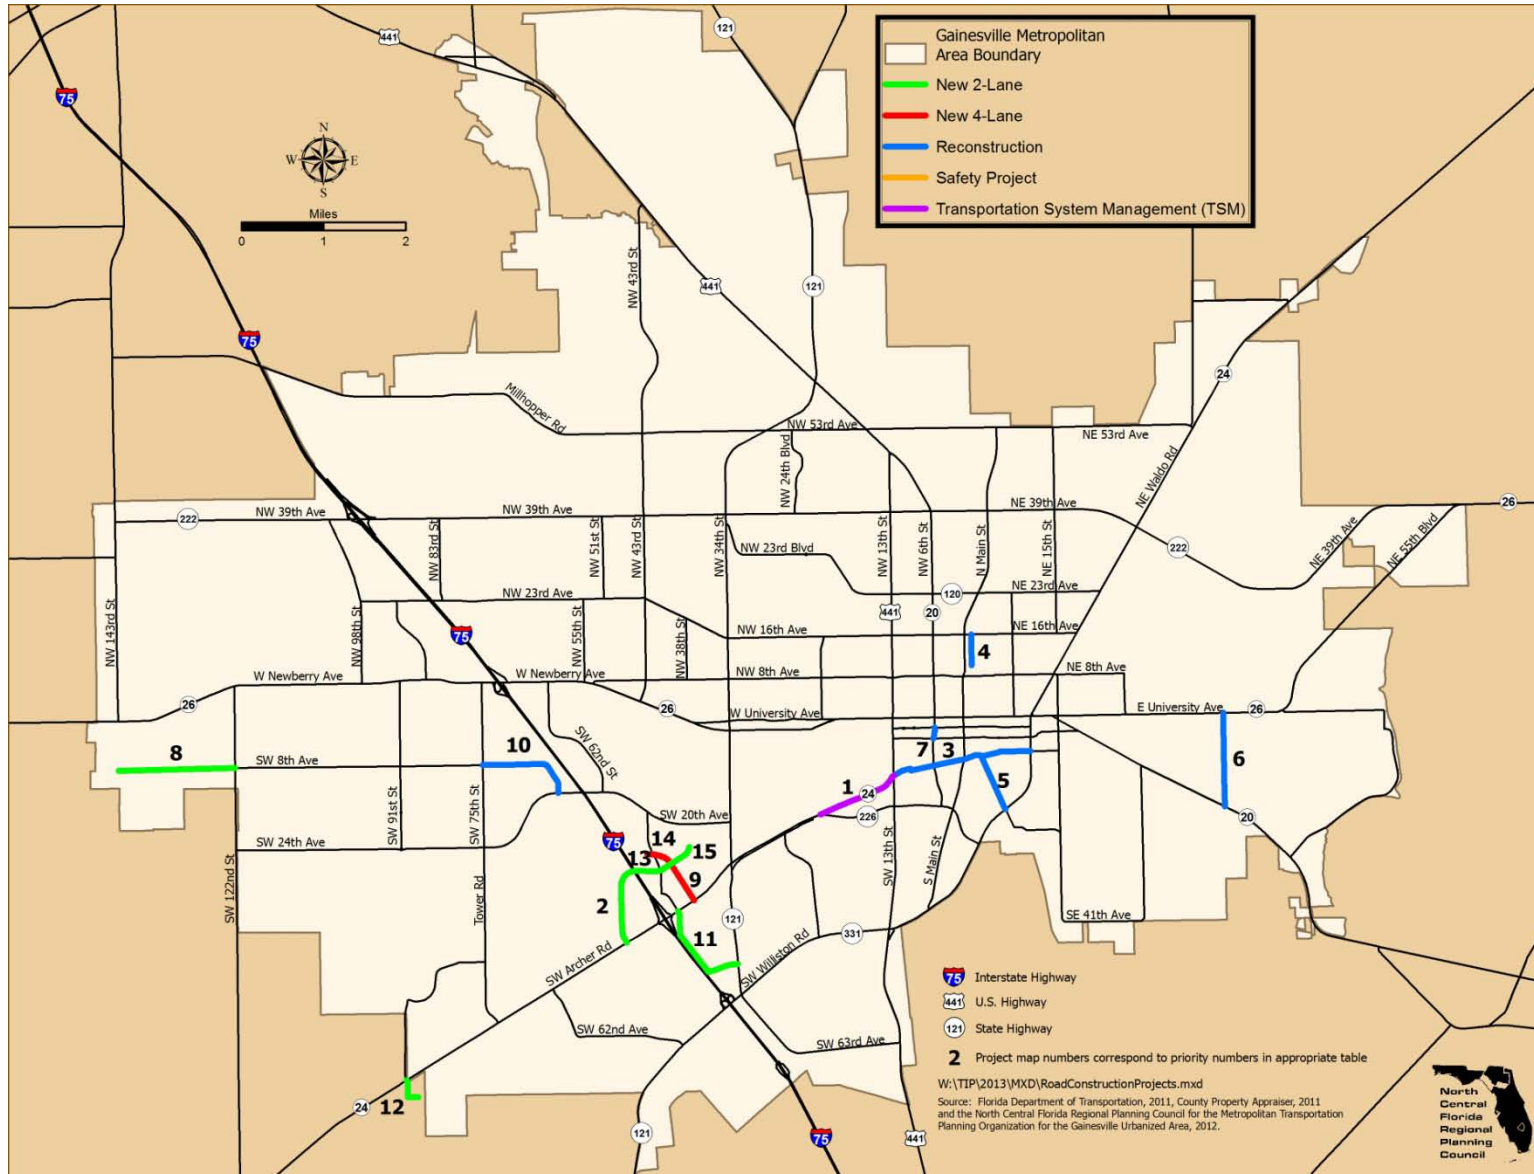 Gainesville Metropolitan
Area Boundary
New 2-Lane
New 4-Lane
Reconstruction
Safety Project
Transportation System Management (TSM)
N
W E
S
Miles
0 1 2
441
121
75
75
441
121
24
NW 43rd St
Millhopper Rd
NW 53rd Ave
NE 53rd Ave
NW 24th Blvd
NE Waldo Rd
222
NW 39th Ave
NW 39th Ave
NE 39th Ave
26
222
NE 39th Ave
NE 55th Blvd
NW 83rd St
NW 51st St
NW 43rd St
NW 34th St
NW 23rd Blvd
NW 13th St
NW 6th St
N Main St
NE 15th St
120
NE 23rd Ave
NW 23rd Ave
441
20
NW 143rd St
NW 98th St
75
NW 55th St
NW 38th St
NW 16th Ave
NE 16th Ave
4
W Newberry Ave
W Newberry Ave
NW 8th Ave
NE 8th Ave
26
26
W University Ave
E University Ave
26
8
SW 8th Ave
10
SW 62nd St
7
3
5
6
1
24
226
20
SW 91st St
SW 75th St
SW 20th Ave
SW 24th Ave
75
14
13
15
9
2
11
SW 122nd St
Tower Rd
121
SW 13th St
S Main St
SE 41th Ave
331
SW Archer Rd
SW Williston Rd
SW 62nd Ave
SW 63rd Ave
24
12
121
75
441
75 Interstate Highway
441 U.S. Highway
121 State Highway
2 Project map numbers correspond to priority numbers in appropriate table
W:\TIP\2013\MXD\RoadConstructionProjects.mxd
Source: Florida Department of Transportation, 2011, County Property Appraiser, 2011
and the North Central Florida Regional Planning Council for the Metropolitan Transportation
Planning Organization for the Gainesville Urbanized Area, 2012.
North
Central
Florida
Regional
Planning
Council